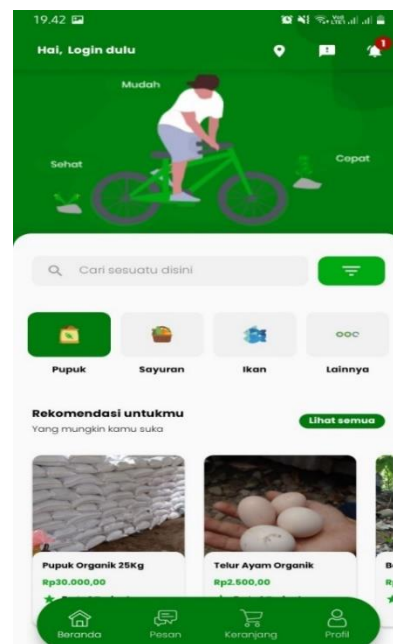 19.42
Hai, Login dulu
1
Mudah
Sehat
Cepat
Cari sesuatu disini
Pupuk
Sayuran
Ikan
Lainnya
Rekomendasi untukmu
Lihat semua
Yang mungkin kamu suka
Pupuk Organik 25Kg
Telur Ayam Organik
Rp30.000,00
Rp2.500,00
Beranda
Pesan
Keranjang
Profil